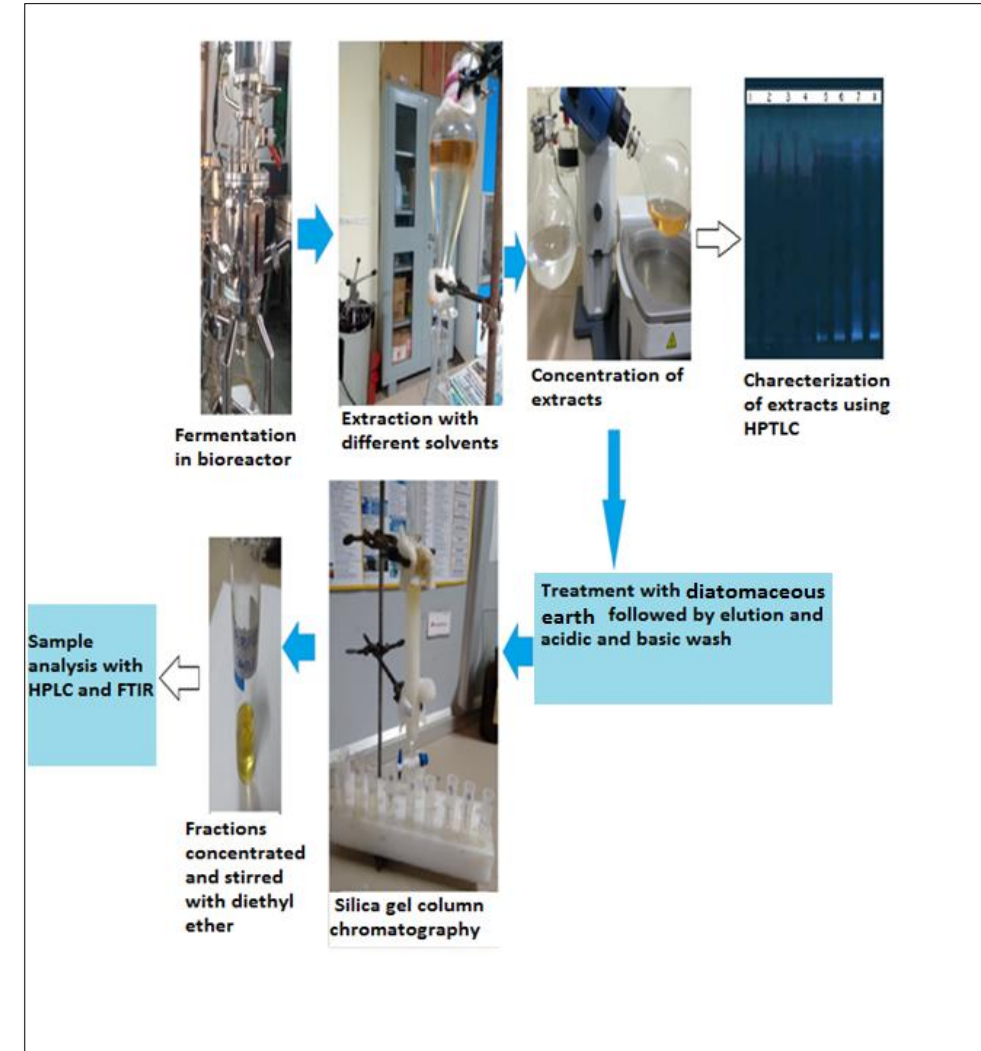 1 2 3 4 5 6 7 8
Fermentation
in bioreactor
Extraction with
different solvents
Concentration of
extracts
Charecterization
of extracts using
HPTLC
Treatment with diatomaceous
earth followed by elution and
acidic and basic wash
Silica gel column
chromatography
Fractions
concentrated
and stirred
with diethyl
ether
Sample
analysis with
HPLC and FTIR